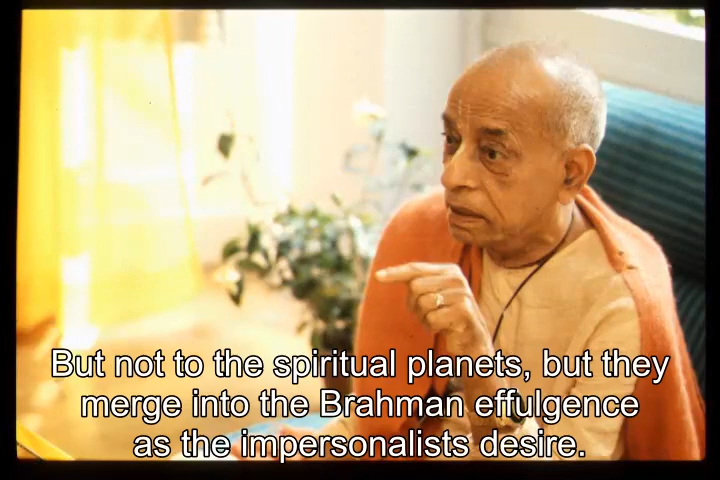 But not to the spiritual planets, but they
merge into the Brahman effulgence
as the impersonalists desire.